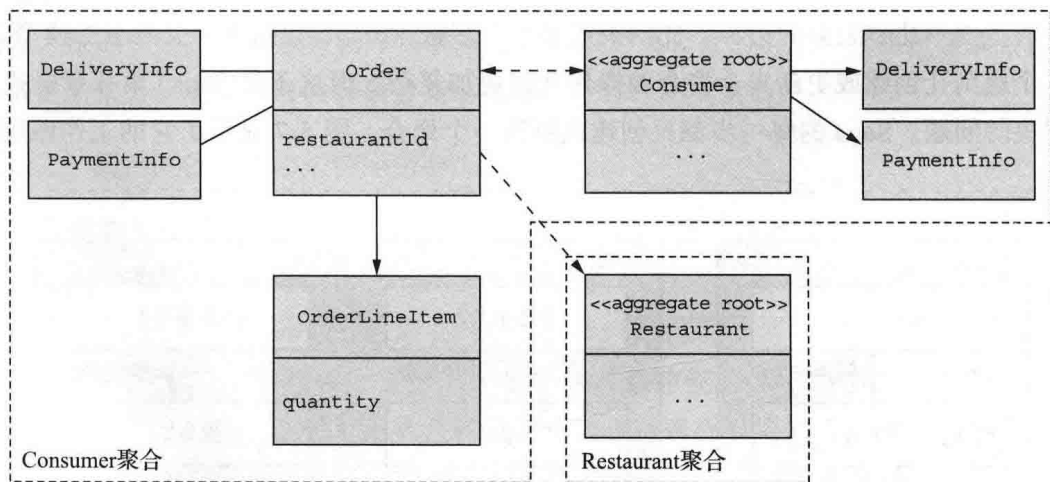 DeliveryInfo
PaymentInfo
Order
restaurantId
...
<<aggregate root>>
Consumer
...
DeliveryInfo
PaymentInfo
OrderLineItem
quantity
<<aggregate root>>
Restaurant
...
Consumer聚合
Restaurant聚合